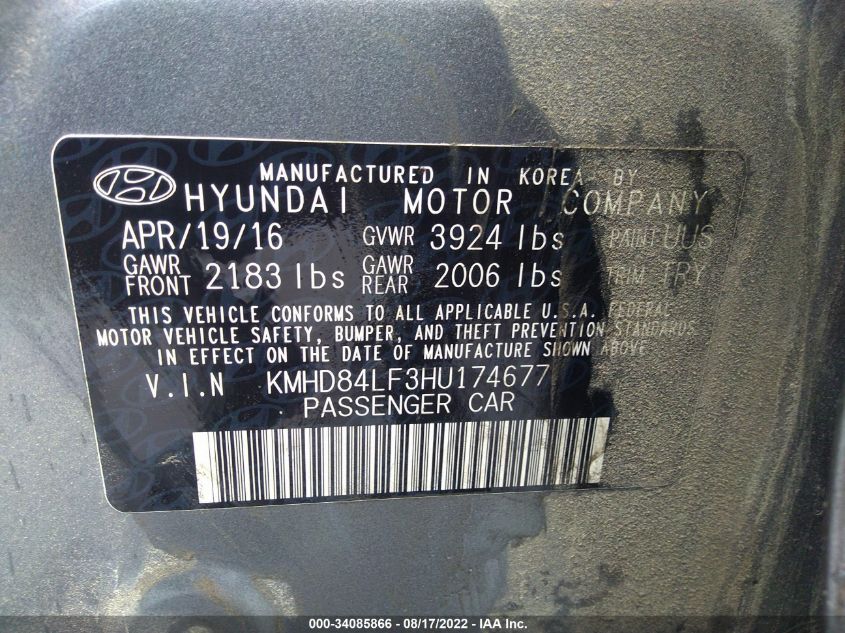 MANUFACTURED IN KOREA BY
HYUNDAI MOTOR COMPANY
APR/19/16 GVWR 3924 lbs PAINT UUS
GAWR FRONT 2183 lbs GAWR REAR 2006 lbs TRIM TRY
THIS VEHICLE CONFORMS TO ALL APPLICABLE U.S.A. FEDERAL
MOTOR VEHICLE SAFETY, BUMPER, AND THEFT PREVENTION STANDARDS
IN EFFECT ON THE DATE OF MANUFACTURE SHOWN ABOVE
V.I.N KMHD84LF3HU174677
PASSENGER CAR
000-34085866 - 08/17/2022 - IAA Inc.